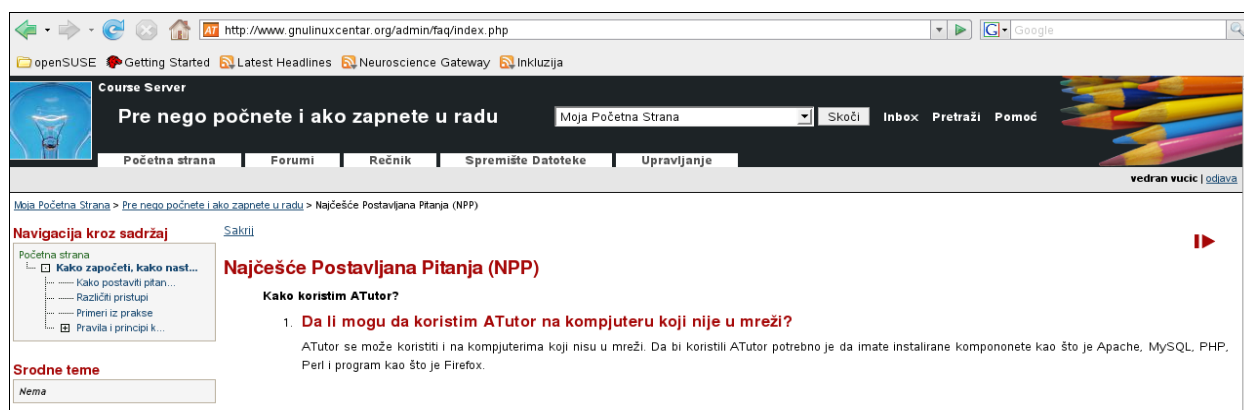 http://www.gnulinuxcentar.org/admin/faq/index.php
G Google
openSUSE Getting Started Latest Headlines Neuroscience Gateway Inkluzija
Course Server
Pre nego počnete i ako zapnete u radu Moja Početna Strana Skoči Inbox Pretraži Pomoć
Početna strana Forumi Rečnik Spremište Datoteke Upravljanje
vedran vucic | odjava
Moja Početna Strana > Pre nego počnete i ako zapnete u radu > Najčešće Postavljana Pitanja (NPP)
Navigacija kroz sadržaj
Početna strana
Kako započeti, kako nast...
Kako postaviti pitan...
Različiti pristupi
Primeri iz prakse
Pravila i principi k...
Srodne teme
Nema
Sakrij
Najčešće Postavljana Pitanja (NPP)
Kako koristim ATutor?
1. Da li mogu da koristim ATutor na kompjuteru koji nije u mreži?
ATutor se može koristiti i na kompjuterima koji nisu u mreži. Da bi koristili ATutor potrebno je da imate instalirane kompononete kao što je Apache, MySQL, PHP,
Perl i program kao što je Firefox.